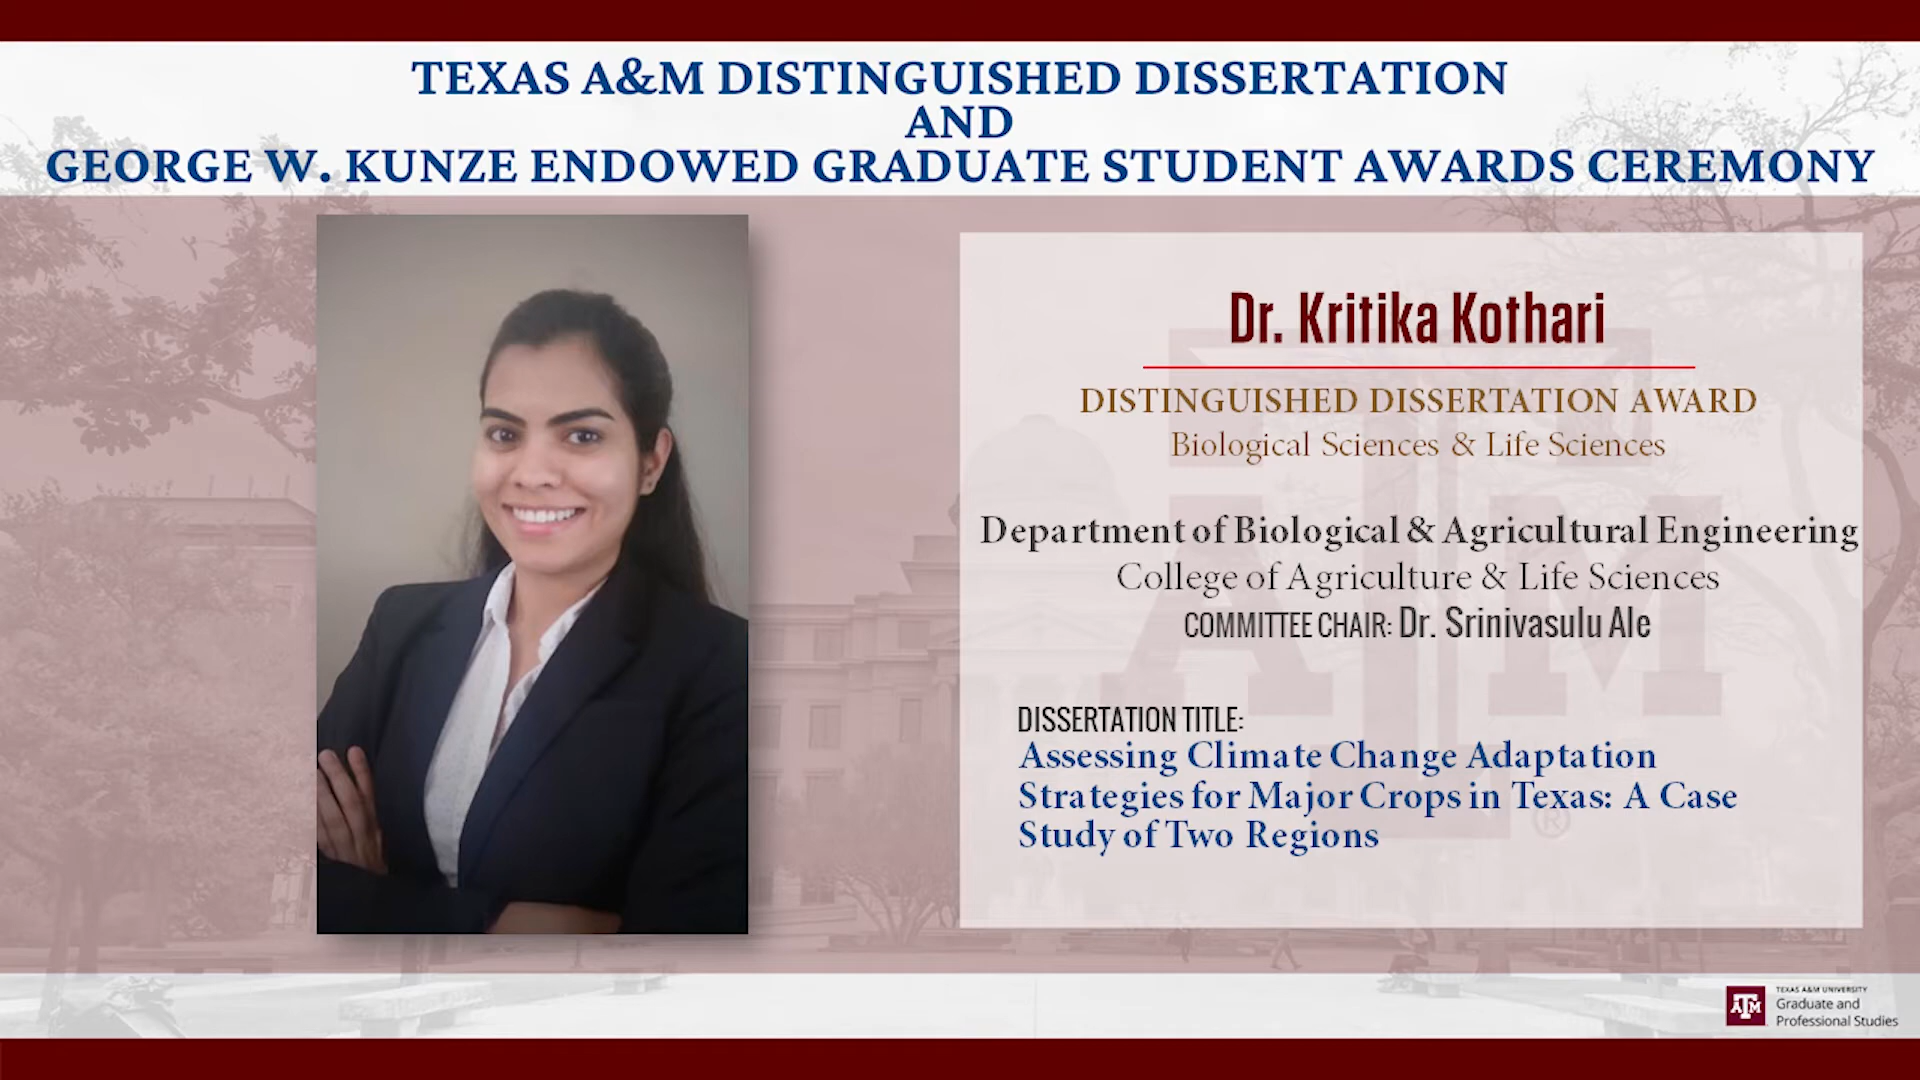 TEXAS A&M DISTINGUISHED DISSERTATION
AND
GEORGE W. KUNZE ENDOWED GRADUATE STUDENT AWARDS CEREMONY
Dr. Kritika Kothari
DISTINGUISHED DISSERTATION AWARD
Biological Sciences & Life Sciences
Department of Biological & Agricultural Engineering
College of Agriculture & Life Sciences
COMMITTEE CHAIR: Dr. Srinivasulu Ale
DISSERTATION TITLE:
Assessing Climate Change Adaptation
Strategies for Major Crops in Texas: A Case
Study of Two Regions
A T M
®
ATM
TEXAS A&M UNIVERSITY
Graduate and
Professional Studies